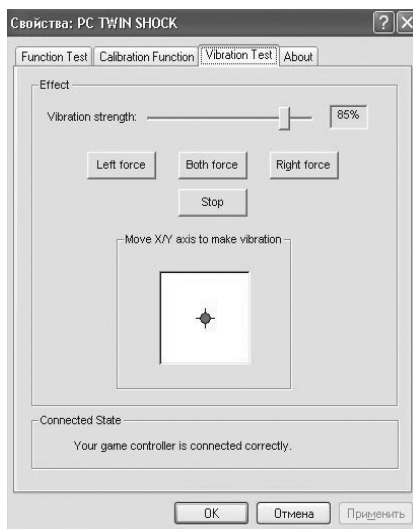 Свойства: PC TWIN SHOCK
Function Test Calibration Function Vibration Test About
Effect
Vibration strength: 85%
Left force Both force Right force
Stop
Move X/Y axis to make vibration
Connected State
Your game controller is connected correctly.
OK Отмена Применить